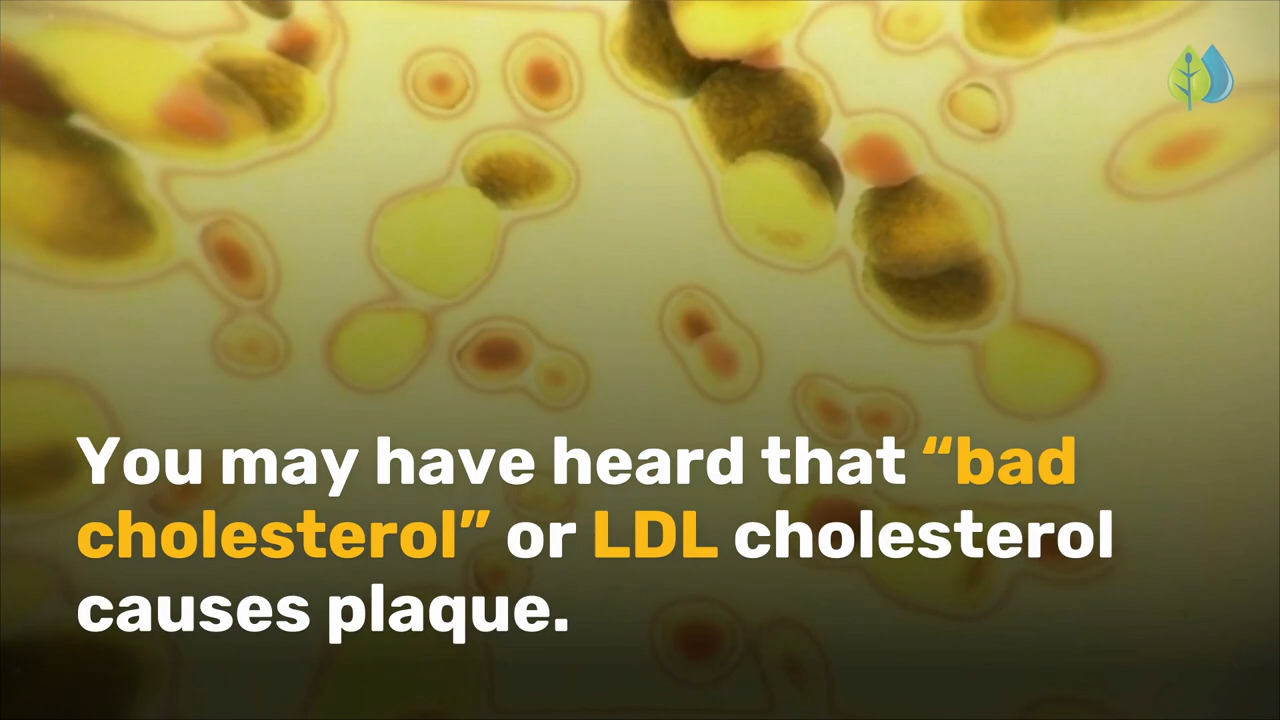 You may have heard that “bad
cholesterol” or LDL cholesterol
causes plaque.